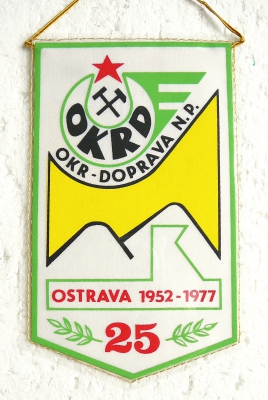 OKRD
OKR-DOPRAVA N.P.
OSTRAVA 1952-1977
25